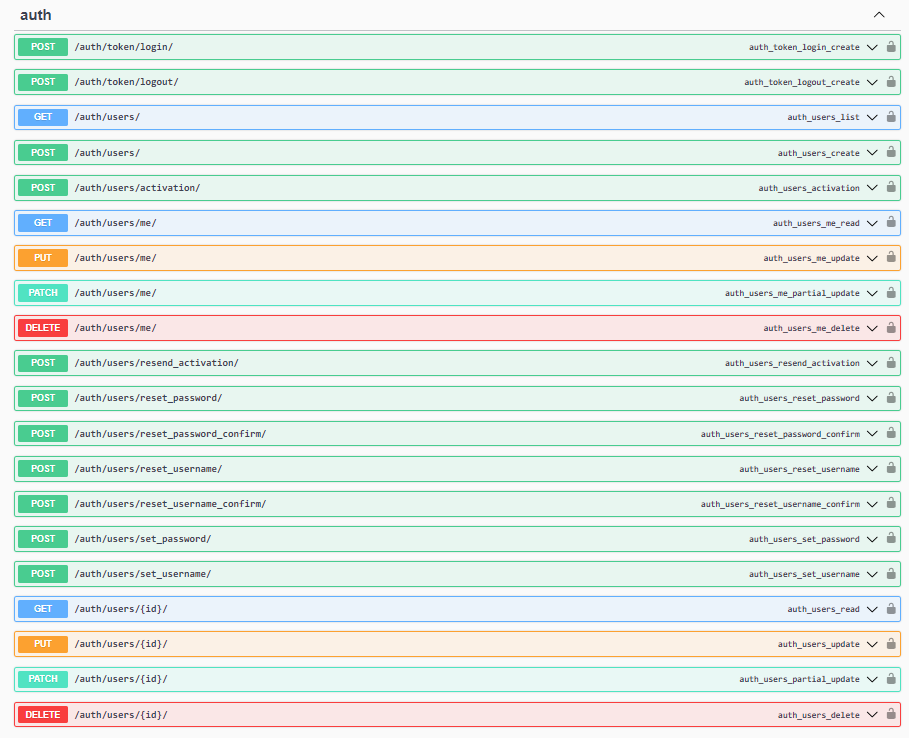 auth
POST /auth/token/login/ auth_token_login_create
POST /auth/token/logout/ auth_token_logout_create
GET /auth/users/ auth_users_list
POST /auth/users/ auth_users_create
POST /auth/users/activation/ auth_users_activation
GET /auth/users/me/ auth_users_me_read
PUT /auth/users/me/ auth_users_me_update
PATCH /auth/users/me/ auth_users_me_partial_update
DELETE /auth/users/me/ auth_users_me_delete
POST /auth/users/resend_activation/ auth_users_resend_activation
POST /auth/users/reset_password/ auth_users_reset_password
POST /auth/users/reset_password_confirm/ auth_users_reset_password_confirm
POST /auth/users/reset_username/ auth_users_reset_username
POST /auth/users/reset_username_confirm/ auth_users_reset_username_confirm
POST /auth/users/set_password/ auth_users_set_password
POST /auth/users/set_username/ auth_users_set_username
GET /auth/users/{id}/ auth_users_read
PUT /auth/users/{id}/ auth_users_update
PATCH /auth/users/{id}/ auth_users_partial_update
DELETE /auth/users/{id}/ auth_users_delete